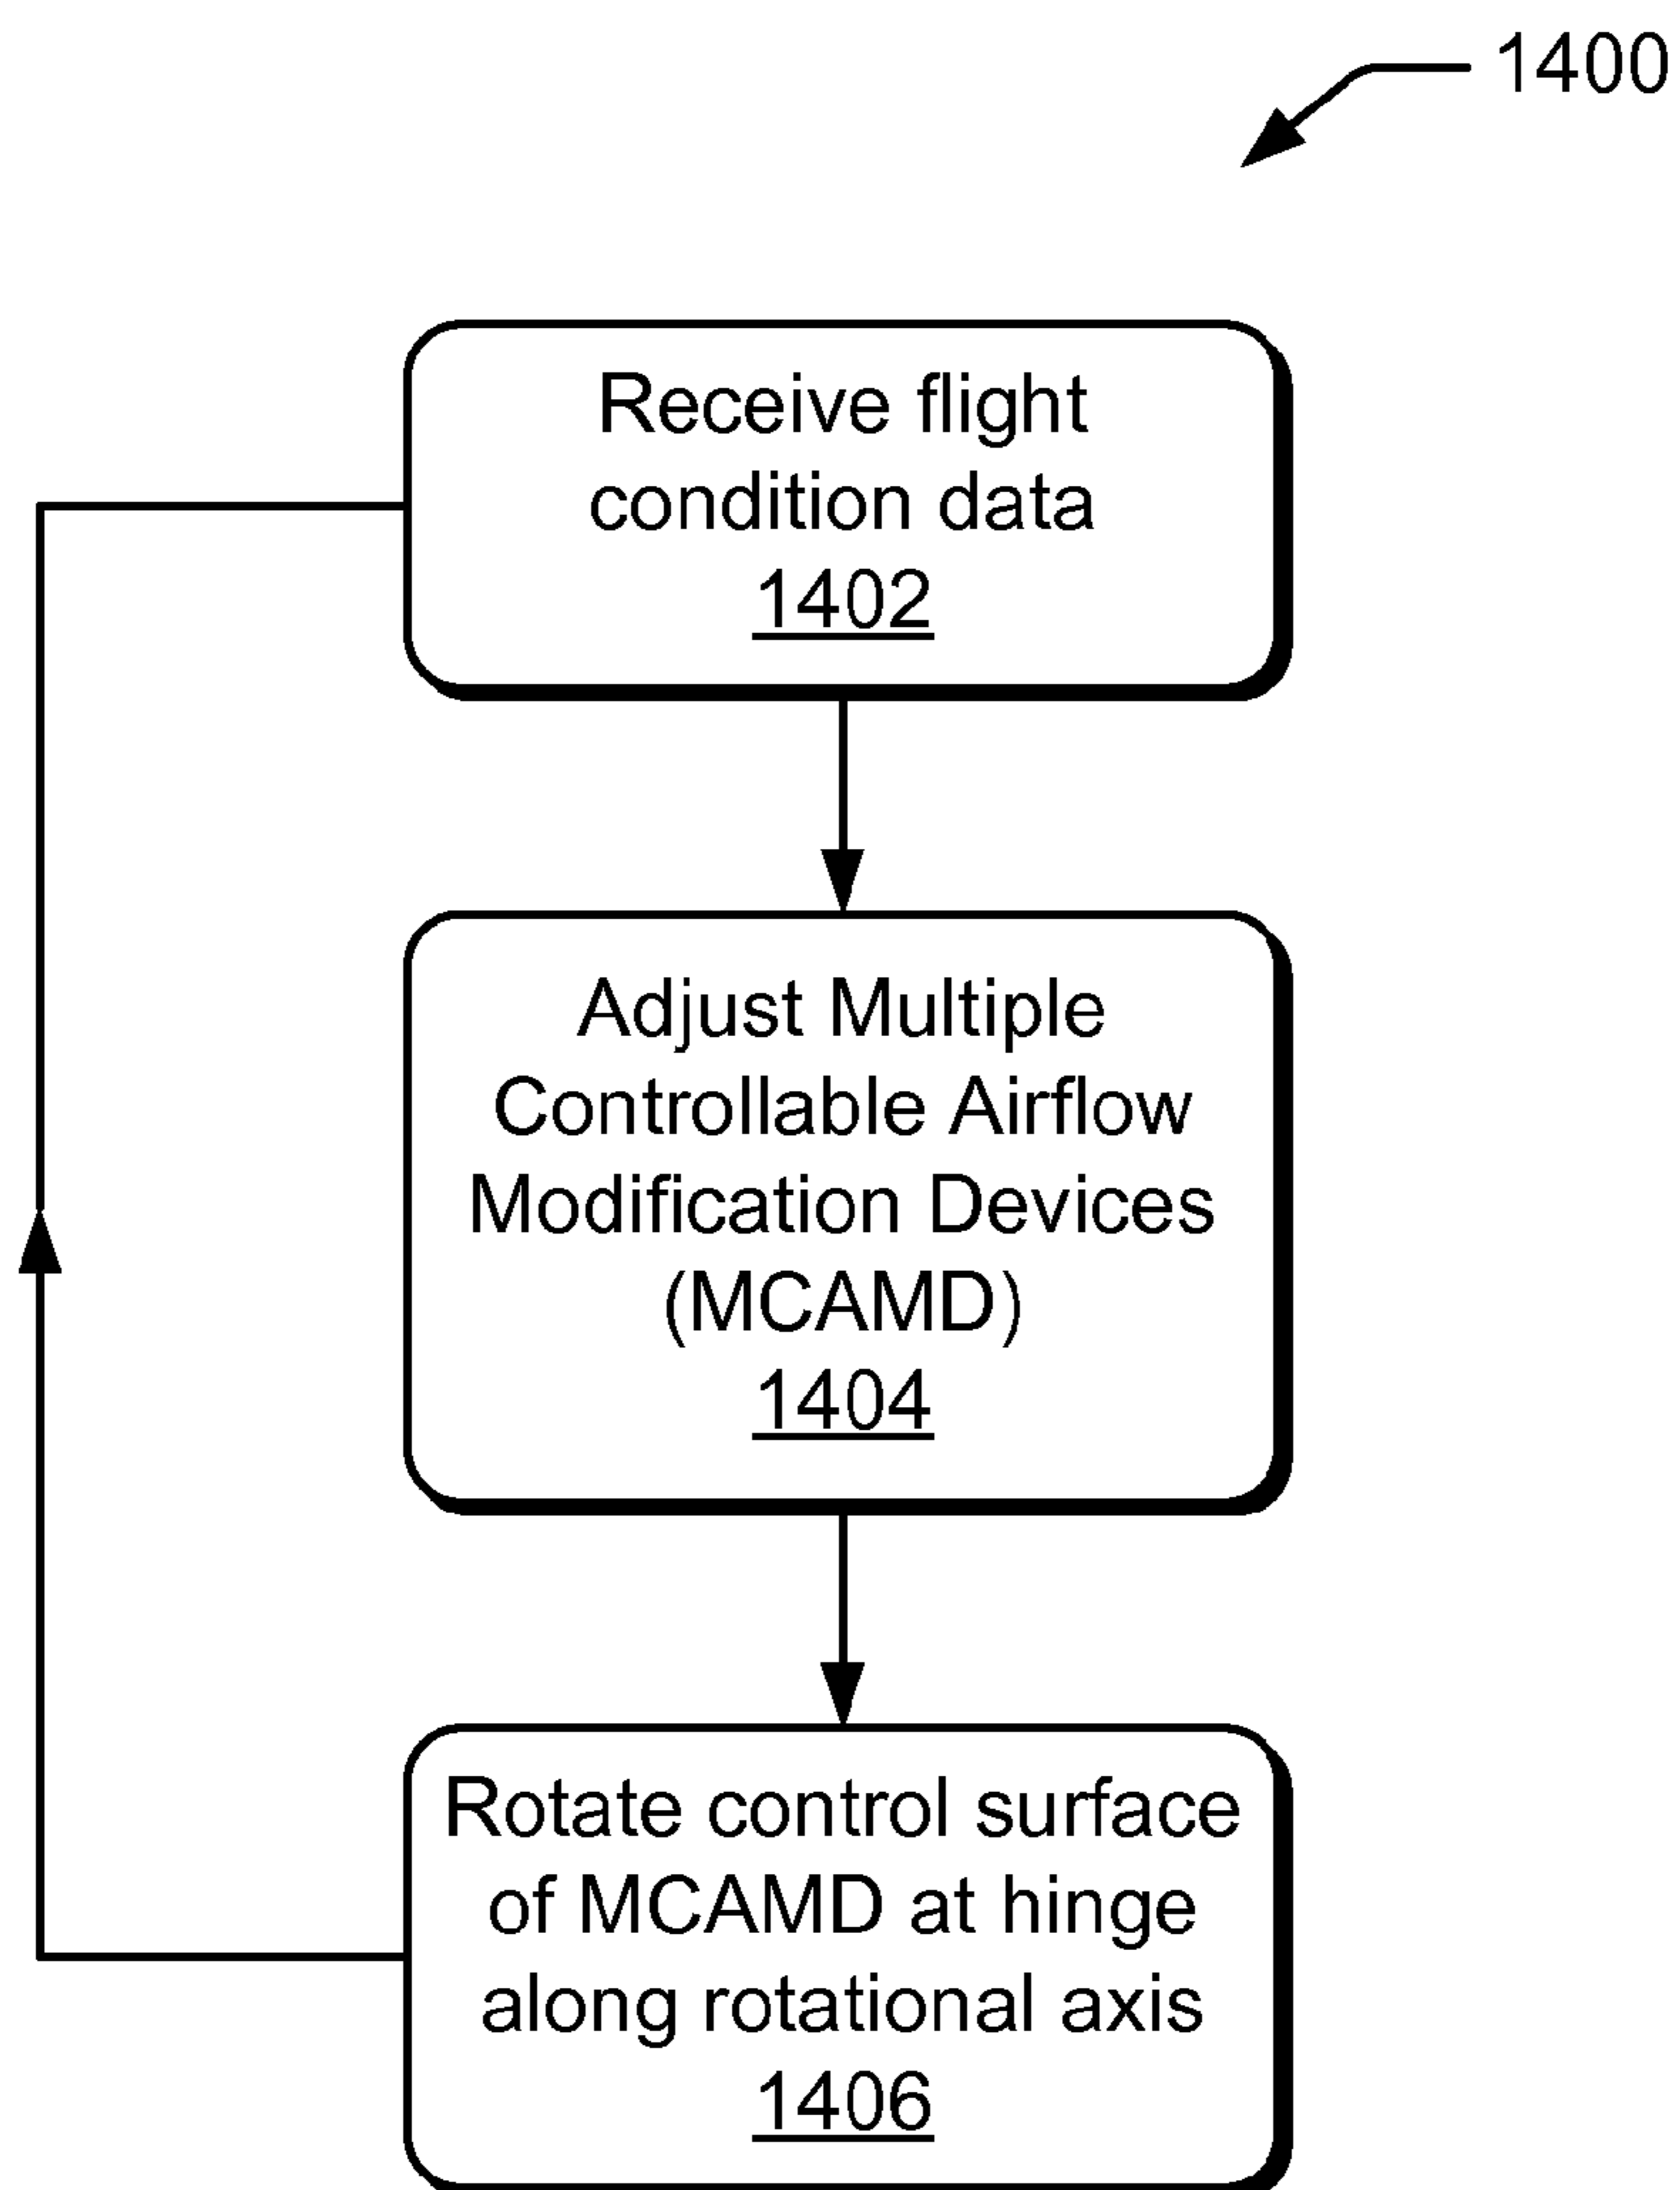 1400
Receive flight
condition data
1402
Adjust Multiple
Controllable Airflow
Modification Devices
(MCAMD)
1404
Rotate control surface
of MCAMD at hinge
along rotational axis
1406